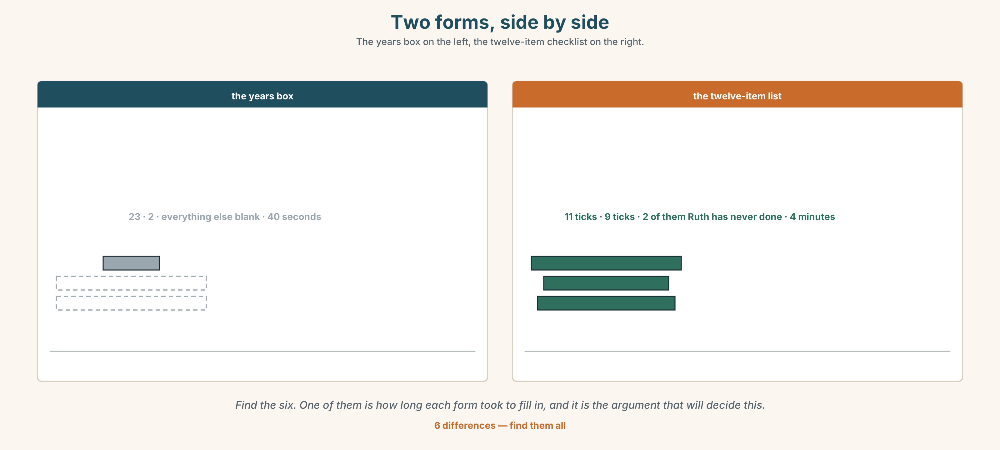 Two forms, side by side
The years box on the left, the twelve-item checklist on the right.
the years box
the twelve-item list
23 · 2 · everything else blank · 40 seconds
11 ticks · 9 ticks · 2 of them Ruth has never done · 4 minutes
Find the six. One of them is how long each form took to fill in, and it is the argument that will decide this.
6 differences — find them all